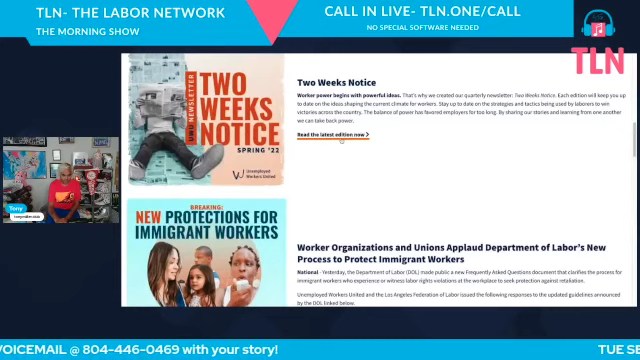 TLN- THE LABOR NETWORK
THE MORNING SHOW
CALL IN LIVE- TLN.ONE/CALL
NO SPECIAL SOFTWARE NEEDED
TLN
UWU NEWSLETTER
TWO
WEEKS
NOTICE
SPRING '22
Unemployed
Workers United
Two Weeks Notice
Worker power begins with powerful ideas. That's why we created our quarterly newsletter: Two Weeks Notice. Each edition will keep you up
to date on the ideas shaping the current climate for workers. Stay up to date on the strategies and tactics being used by laborers to win
victories across the country. The balance of power has favored employers for too long. By sharing our stories and learning from one another
we can take back power.
Read the latest edition now
Tony
BREAKING:
NEW PROTECTIONS FOR
IMMIGRANT WORKERS
Worker Organizations and Unions Applaud Department of Labor's New
Process to Protect Immigrant Workers
National - Yesterday, the Department of Labor (DOL) made public a new Frequently Asked Questions document that clarifies the process for
immigrant workers who experience or witness labor rights violations at the workplace to seek protection against retaliation.
Unemployed Workers United and the Los Angeles Federation of Labor issued the following responses to the updated guidelines announced
by the DOL linked below.
VOICEMAIL @ 804-446-0469 with your story!
TUE SE